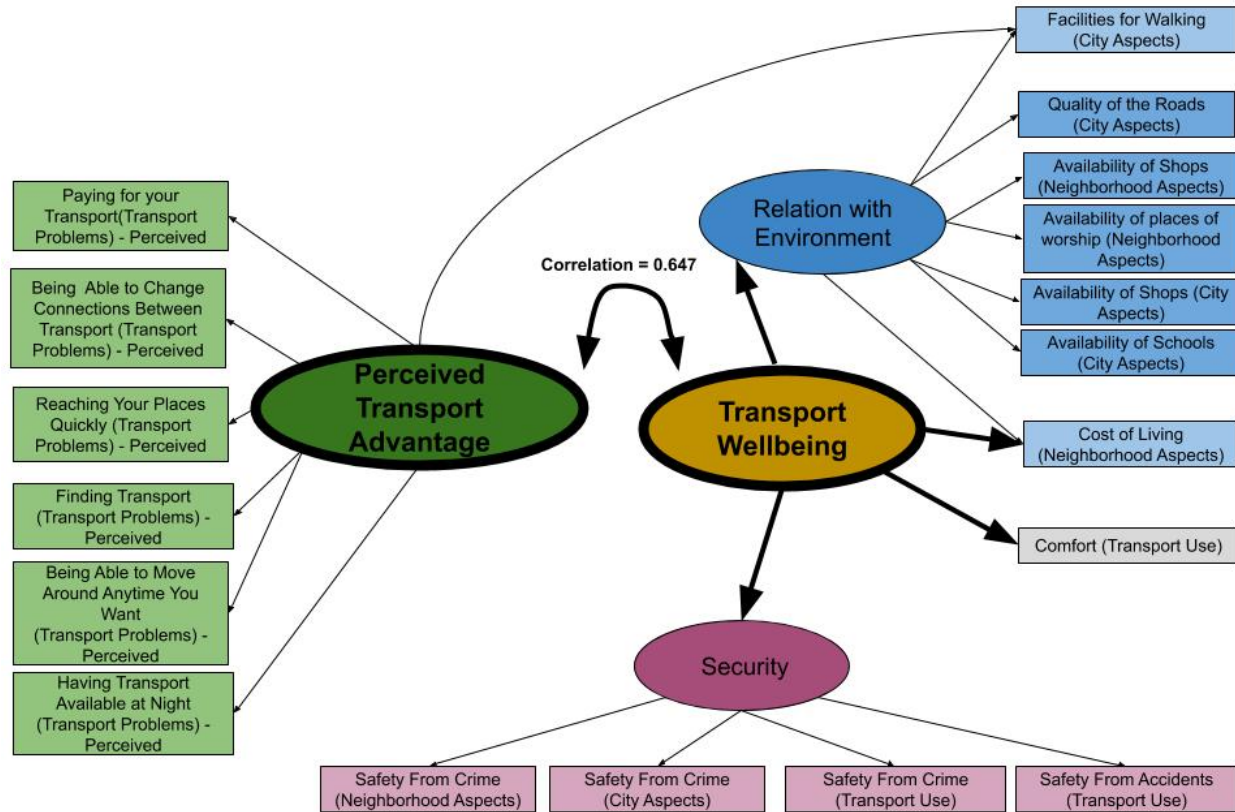 Facilities for Walking
(City Aspects)
Quality of the Roads
(City Aspects)
Availability of Shops
(Neighborhood Aspects)
Availability of places of
worship (Neighborhood
Aspects)
Availability of Shops (City
Aspects)
Availability of Schools
(City Aspects)
Relation with
Environment
Correlation = 0.647
Paying for your
Transport(Transport
Problems) - Perceived
Being Able to Change
Connections Between
Transport (Transport
Problems) - Perceived
Reaching Your Places
Quickly (Transport
Problems) - Perceived
Finding Transport
(Transport Problems) -
Perceived
Being Able to Move
Around Anytime You
Want
(Transport Problems) -
Perceived
Having Transport
Available at Night
(Transport Problems) -
Perceived
Perceived
Transport
Advantage
Transport
Wellbeing
Cost of Living
(Neighborhood Aspects)
Comfort (Transport Use)
Security
Safety From Crime
(Neighborhood Aspects)
Safety From Crime
(City Aspects)
Safety From Crime
(Transport Use)
Safety From Accidents
(Transport Use)